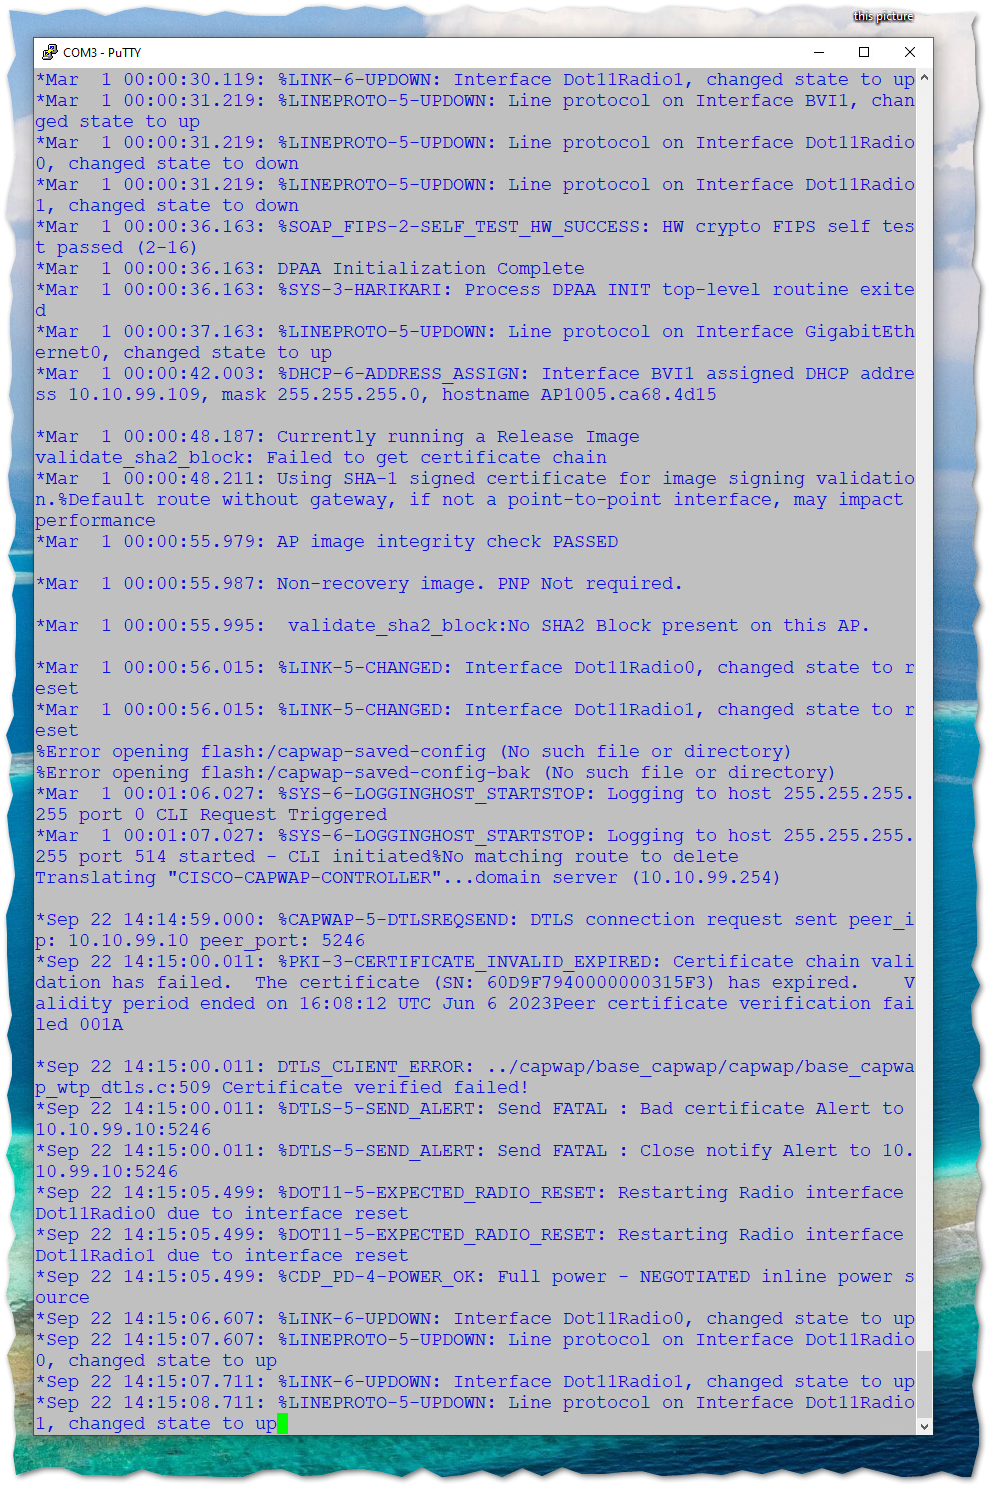 this picture
COM3 - PuTTY
*Mar  1 00:00:30.119: %LINK-6-UPDOWN: Interface Dot11Radio1, changed state to up
*Mar  1 00:00:31.219: %LINEPROTO-5-UPDOWN: Line protocol on Interface BVI1, chan
ged state to up
*Mar  1 00:00:31.219: %LINEPROTO-5-UPDOWN: Line protocol on Interface Dot11Radio
0, changed state to down
*Mar  1 00:00:31.219: %LINEPROTO-5-UPDOWN: Line protocol on Interface Dot11Radio
1, changed state to down
*Mar  1 00:00:36.163: %SOAP_FIPS-2-SELF_TEST_HW_SUCCESS: HW crypto FIPS self tes
t passed (2-16)
*Mar  1 00:00:36.163: DPAA Initialization Complete
*Mar  1 00:00:36.163: %SYS-3-HARIKARI: Process DPAA INIT top-level routine exite
d
*Mar  1 00:00:37.163: %LINEPROTO-5-UPDOWN: Line protocol on Interface GigabitEth
ernet0, changed state to up
*Mar  1 00:00:42.003: %DHCP-6-ADDRESS_ASSIGN: Interface BVI1 assigned DHCP addre
ss 10.10.99.109, mask 255.255.255.0, hostname AP1005.ca68.4d15
*Mar  1 00:00:48.187: Currently running a Release Image
validate_sha2_block: Failed to get certificate chain
*Mar  1 00:00:48.211: Using SHA-1 signed certificate for image signing validatio
n.%Default route without gateway, if not a point-to-point interface, may impact
performance
*Mar  1 00:00:55.979: AP image integrity check PASSED
*Mar  1 00:00:55.987: Non-recovery image. PNP Not required.
*Mar  1 00:00:55.995:  validate_sha2_block:No SHA2 Block present on this AP.
*Mar  1 00:00:56.015: %LINK-5-CHANGED: Interface Dot11Radio0, changed state to r
eset
*Mar  1 00:00:56.015: %LINK-5-CHANGED: Interface Dot11Radio1, changed state to r
eset
%Error opening flash:/capwap-saved-config (No such file or directory)
%Error opening flash:/capwap-saved-config-bak (No such file or directory)
*Mar  1 00:01:06.027: %SYS-6-LOGGINGHOST_STARTSTOP: Logging to host 255.255.255.
255 port 0 CLI Request Triggered
*Mar  1 00:01:07.027: %SYS-6-LOGGINGHOST_STARTSTOP: Logging to host 255.255.255.
255 port 514 started - CLI initiated%No matching route to delete
Translating "CISCO-CAPWAP-CONTROLLER"...domain server (10.10.99.254)
*Sep 22 14:14:59.000: %CAPWAP-5-DTLSREQSEND: DTLS connection request sent peer_i
p: 10.10.99.10 peer_port: 5246
*Sep 22 14:15:00.011: %PKI-3-CERTIFICATE_INVALID_EXPIRED: Certificate chain vali
dation has failed.  The certificate (SN: 60D9F7940000000315F3) has expired.    V
alidity period ended on 16:08:12 UTC Jun 6 2023Peer certificate verification fai
led 001A
*Sep 22 14:15:00.011: DTLS_CLIENT_ERROR: ../capwap/base_capwap/capwap/base_capwa
p_wtp_dtls.c:509 Certificate verified failed!
*Sep 22 14:15:00.011: %DTLS-5-SEND_ALERT: Send FATAL : Bad certificate Alert to
10.10.99.10:5246
*Sep 22 14:15:00.011: %DTLS-5-SEND_ALERT: Send FATAL : Close notify Alert to 10.
10.99.10:5246
*Sep 22 14:15:05.499: %DOT11-5-EXPECTED_RADIO_RESET: Restarting Radio interface
Dot11Radio0 due to interface reset
*Sep 22 14:15:05.499: %DOT11-5-EXPECTED_RADIO_RESET: Restarting Radio interface
Dot11Radio1 due to interface reset
*Sep 22 14:15:05.499: %CDP_PD-4-POWER_OK: Full power - NEGOTIATED inline power s
ource
*Sep 22 14:15:06.607: %LINK-6-UPDOWN: Interface Dot11Radio0, changed state to up
*Sep 22 14:15:07.607: %LINEPROTO-5-UPDOWN: Line protocol on Interface Dot11Radio
0, changed state to up
*Sep 22 14:15:07.711: %LINK-6-UPDOWN: Interface Dot11Radio1, changed state to up
*Sep 22 14:15:08.711: %LINEPROTO-5-UPDOWN: Line protocol on Interface Dot11Radio
1, changed state to up